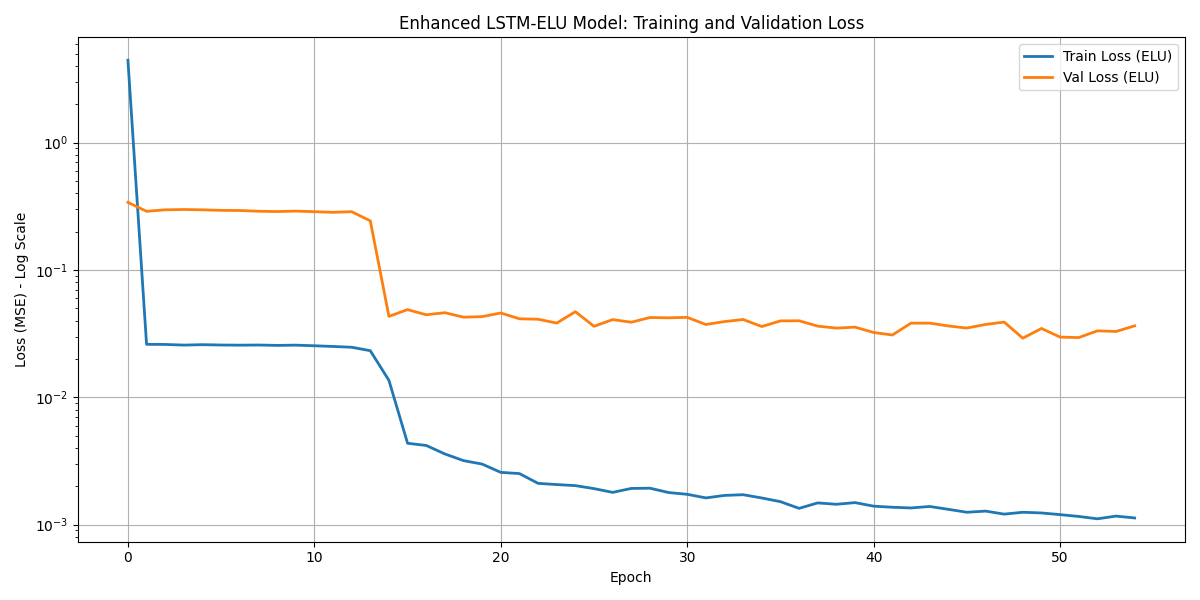 Enhanced LSTM-ELU Model: Training and Validation Loss
Train Loss (ELU)
Val Loss (ELU)
Loss (MSE) - Log Scale
10⁰
10⁻¹
10⁻²
10⁻³
0 10 20 30 40 50
Epoch